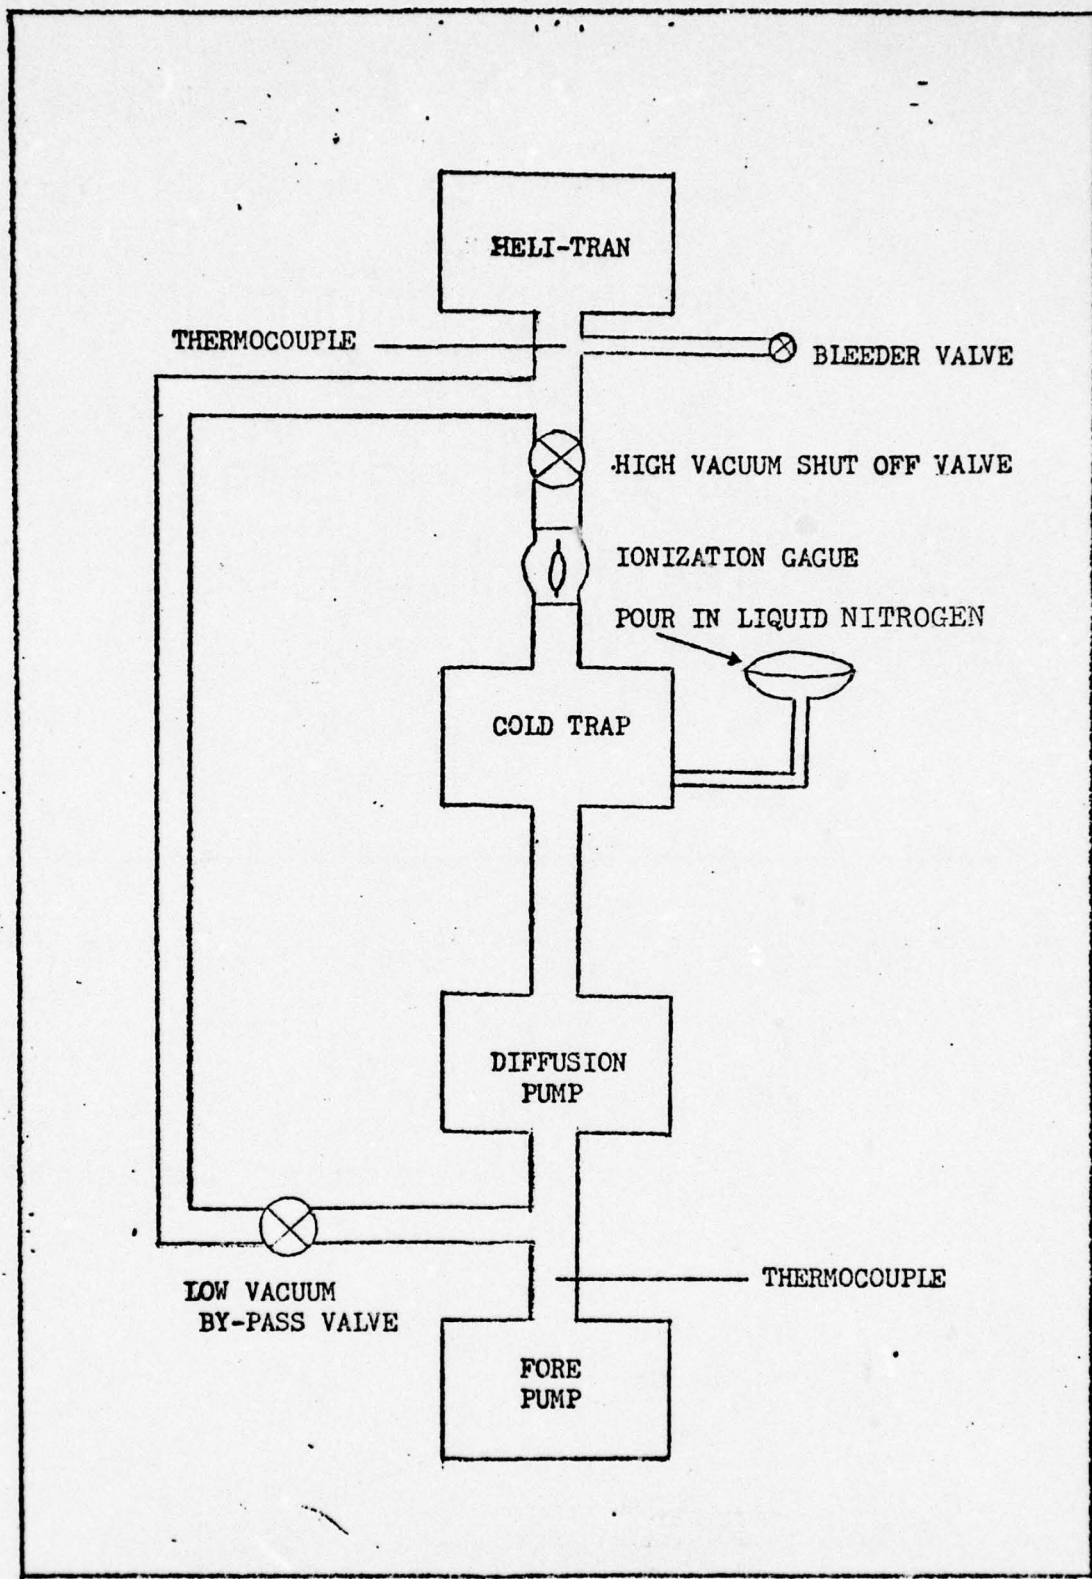 HELI-TRAN
THERMOCOUPLE
BLEEDER VALVE
HIGH VACUUM SHUT OFF VALVE
IONIZATION GAGUE
POUR IN LIQUID NITROGEN
COLD TRAP
DIFFUSION
PUMP
THERMOCOUPLE
LOW VACUUM
BY-PASS VALVE
FORE
PUMP